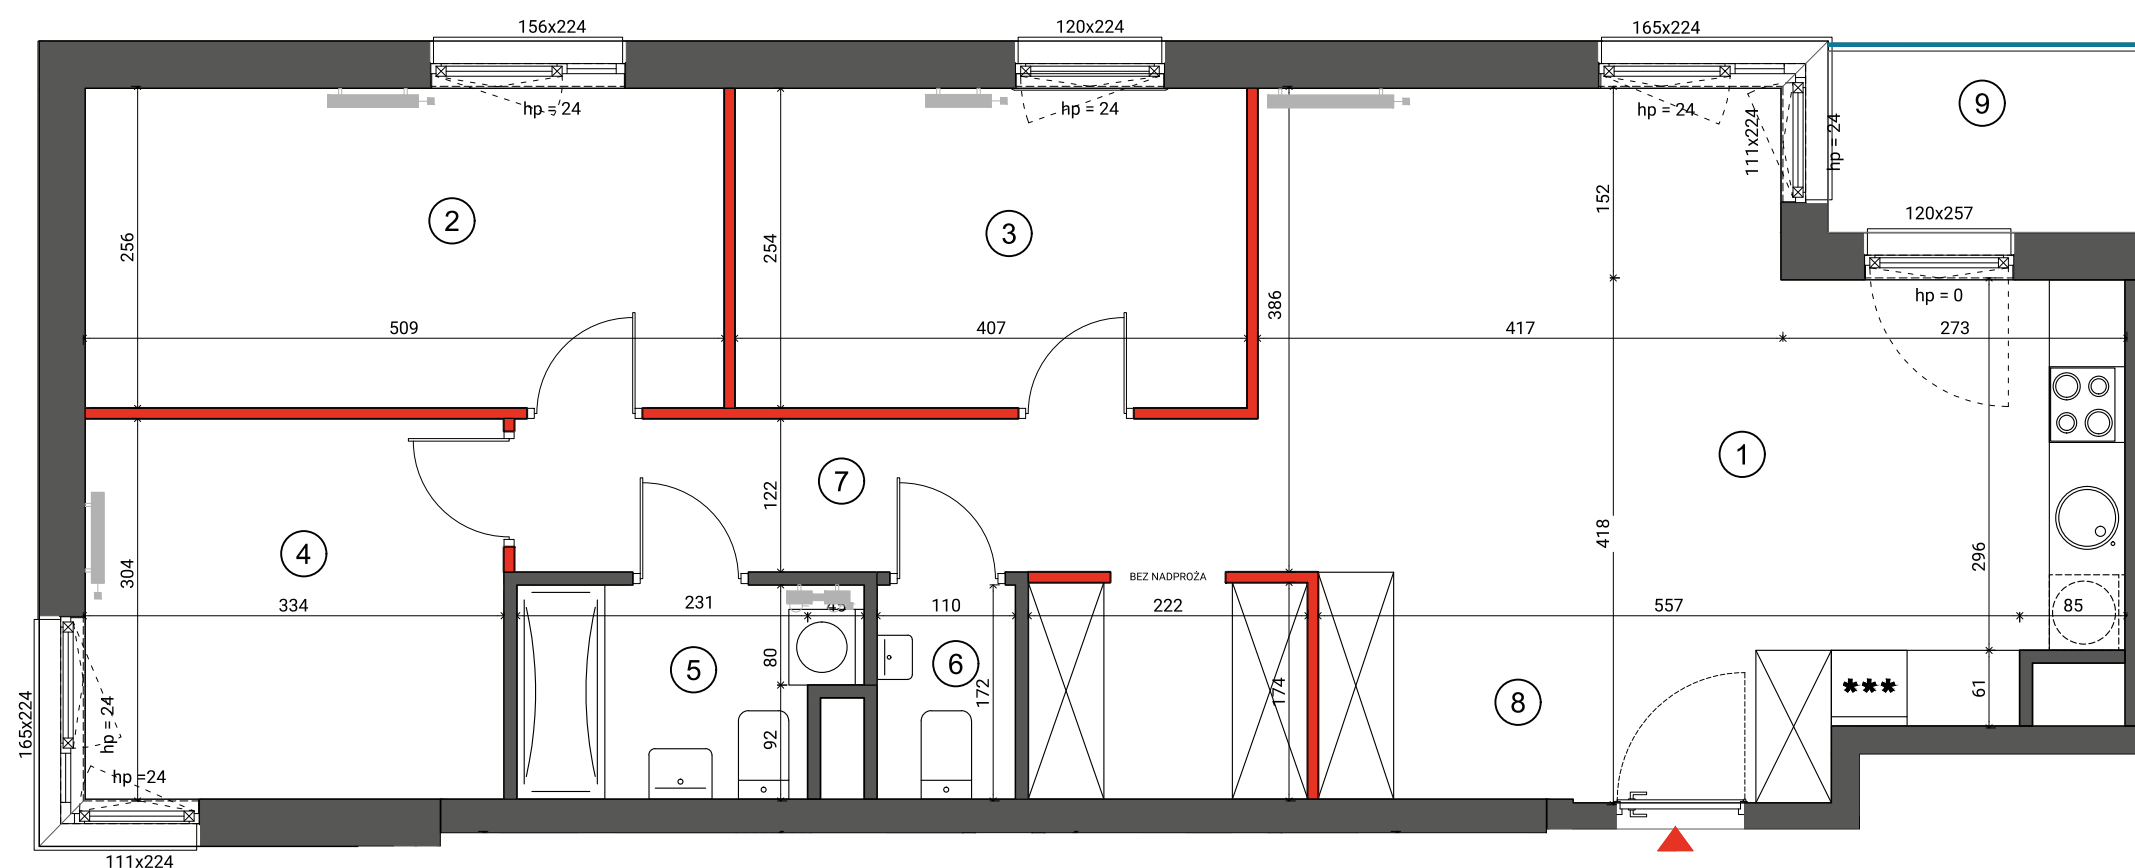 156x224
120x224
165x224
hp = 24
hp = 24
hp = 24
111x224
hp = 24
9
120x257
hp = 0
2
3
256
254
386
152
509
407
417
273
1
7
122
418
296
4
304
334
BEZ NADPROŻA
231
45
110
222
557
85
5
80
6
172
174
8
***
61
92
165x224
hp = 24
hp =24
111x224